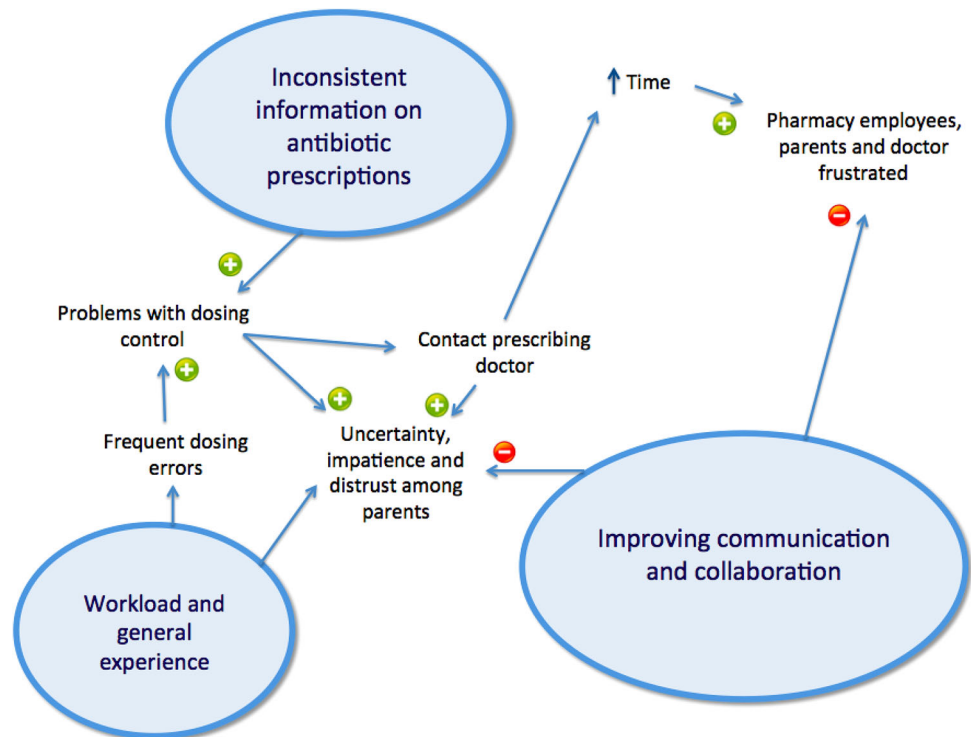 Inconsistent
information on
antibiotic
prescriptions
Time
Pharmacy employees,
parents and doctor
frustrated
Problems with dosing
control
Contact prescribing
doctor
Frequent dosing
errors
Uncertainty,
impatience and
distrust among
parents
Improving communication
and collaboration
Workload and
general
experience